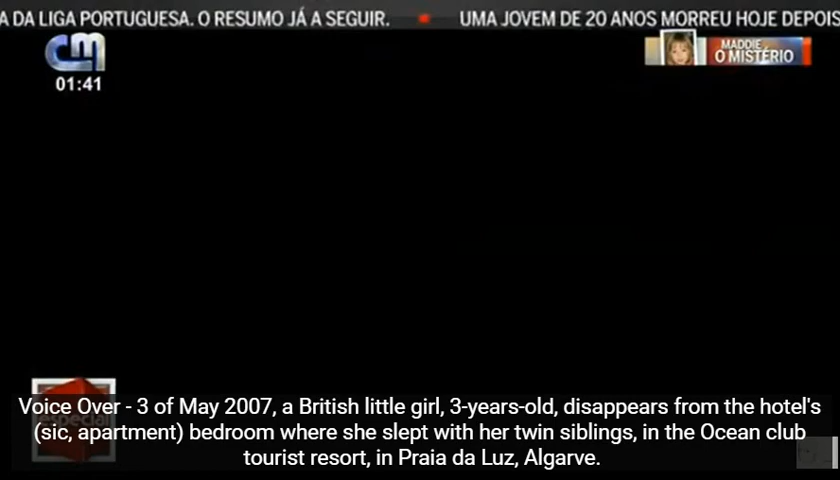 A DA LIGA PORTUGUESA. O RESUMO JÁ A SEGUIR. UMA JOVEM DE 20 ANOS MORREU HOJE DEPOIS
cm
01:41
MADDIE,
O MISTÉRIO
especial
Voice Over - 3 of May 2007, a British little girl, 3-years-old, disappears from the hotel's
(sic, apartment) bedroom where she slept with her twin siblings, in the Ocean club
tourist resort, in Praia da Luz, Algarve.